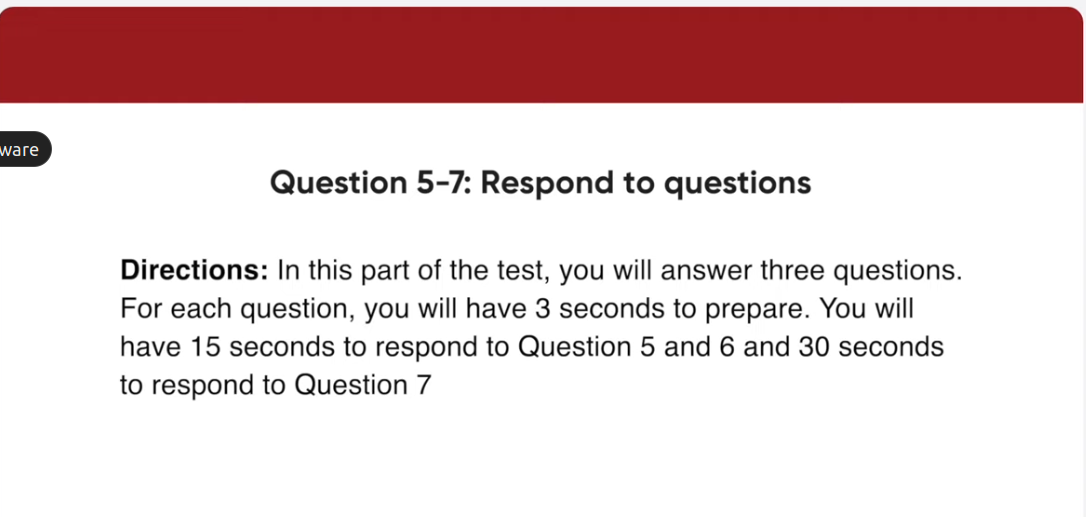 ware
Question 5-7: Respond to questions
Directions: In this part of the test, you will answer three questions.
For each question, you will have 3 seconds to prepare. You will
have 15 seconds to respond to Question 5 and 6 and 30 seconds
to respond to Question 7